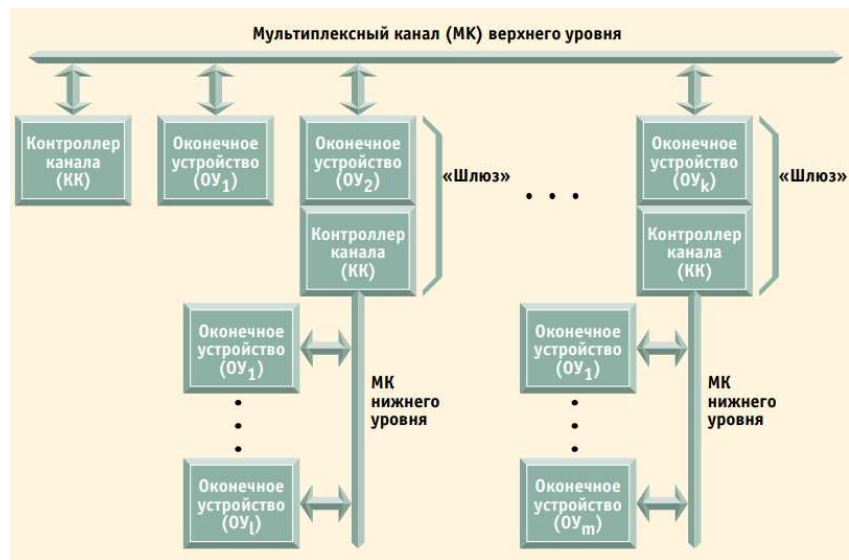 Мультиплексный канал (МК) верхнего уровня
Контроллер
канала
(КК)
Оконечное
устройство
(ОУ1)
Оконечное
устройство
(ОУ2)
Контроллер
канала
(КК)
«Шлюз»
. . .
Оконечное
устройство
(ОУk)
Контроллер
канала
(КК)
«Шлюз»
Оконечное
устройство
(ОУ1)
Оконечное
устройство
(ОУl)
МК
нижнего
уровня
Оконечное
устройство
(ОУ1)
Оконечное
устройство
(ОУm)
МК
нижнего
уровня